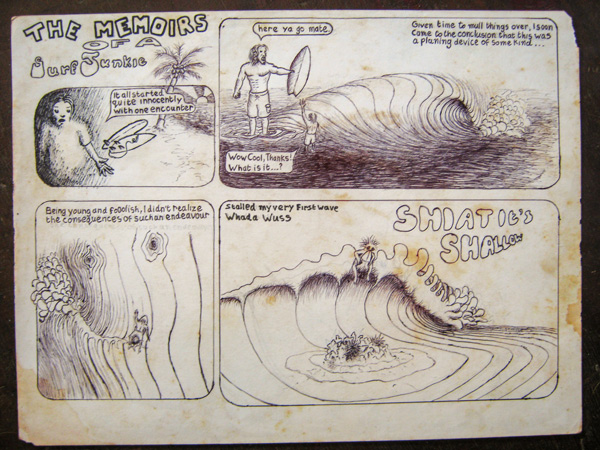 THE MEMOIRS
OF A
Surf Junkie
It all started
quite innocently
with one encounter
here ya go mate.
Wow Cool, Thanks!
What is it...?
Given time to mull things over, I soon
came to the conclusion that this was
a planing device of some kind...
Being young and fooolish, I didn't realize
the consequences of such an endeavour
Stalled my very First wave
Whada Wuss
SHIAT it's
SHALLOW